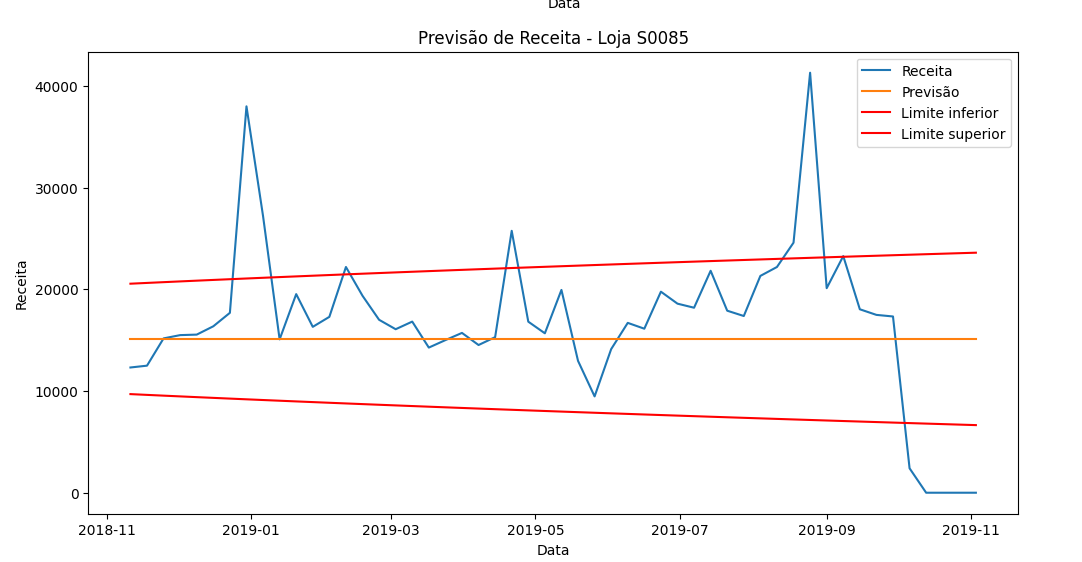 Data
Previsão de Receita - Loja S0085
Receita
Previsão
Limite inferior
Limite superior
40000
30000
20000
10000
0
Receita
2018-11 2019-01 2019-03 2019-05 2019-07 2019-09 2019-11
Data